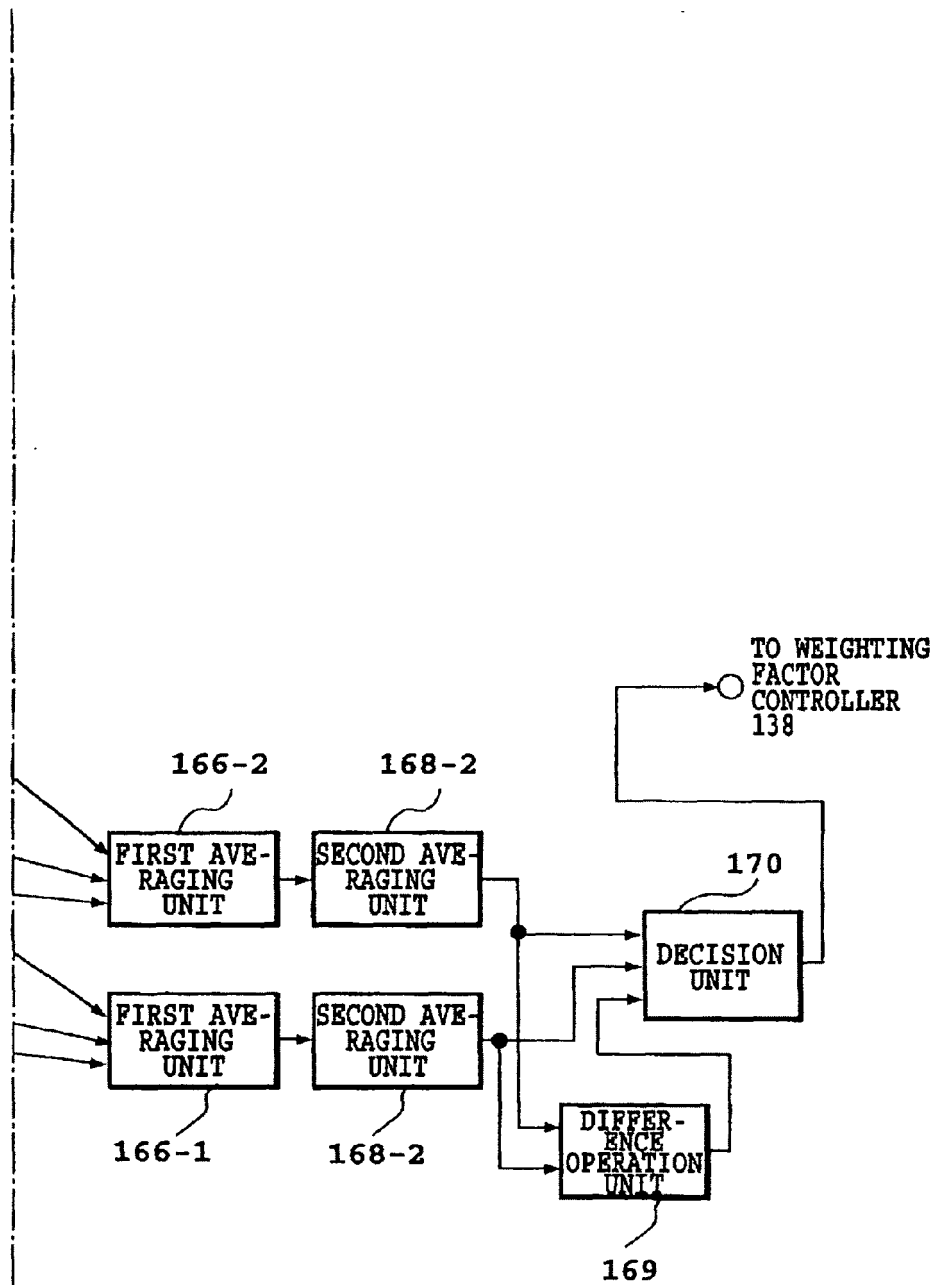 TO WEIGHTING
FACTOR
CONTROLLER
138
166-2
168-2
FIRST AVE-
RAGING
UNIT
SECOND AVE-
RAGING
UNIT
170
DECISION
UNIT
FIRST AVE-
RAGING
UNIT
SECOND AVE-
RAGING
UNIT
166-1
168-2
DIFFER-
ENCE
OPERATION
UNIT
169